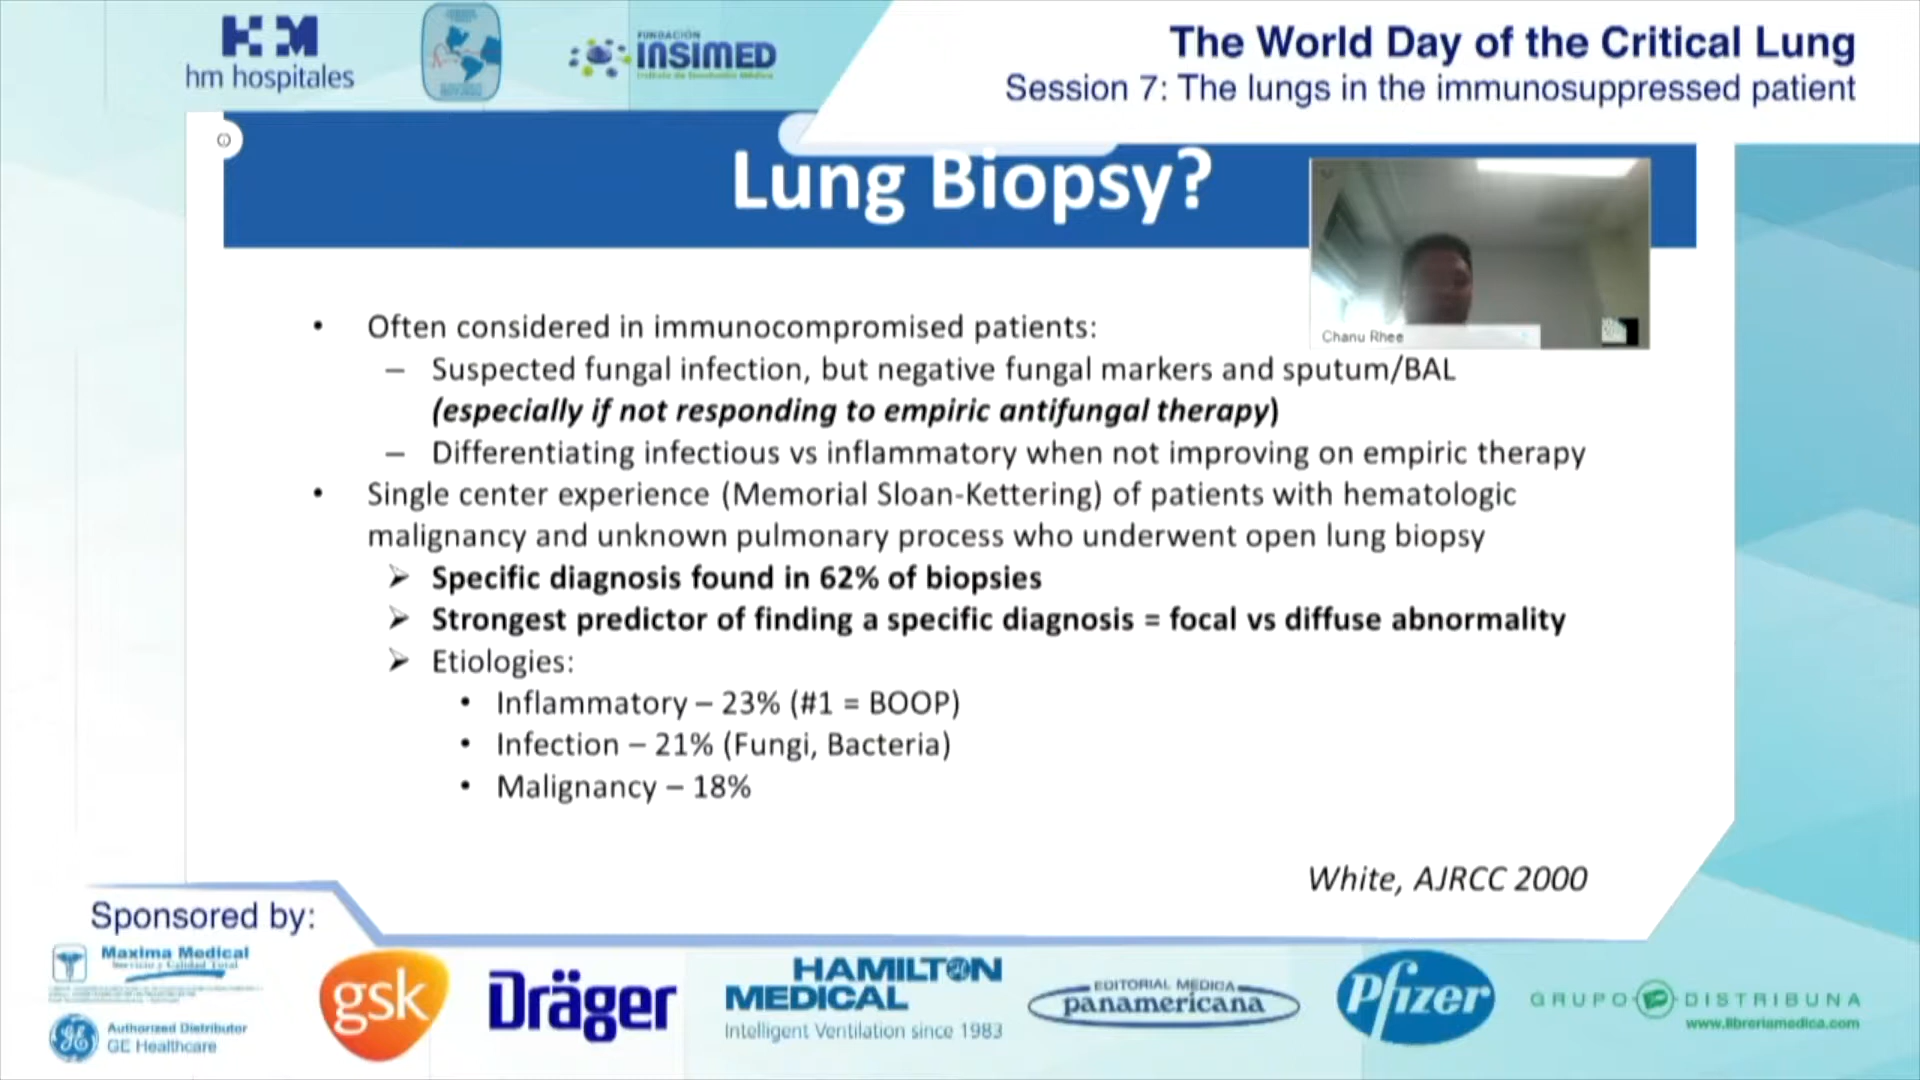 hm hospitales
FUNDACIÓN
INSIMED
The World Day of the Critical Lung
Session 7: The lungs in the immunosuppressed patient
Lung Biopsy?
Chanu Rhee
• Often considered in immunocompromised patients:
– Suspected fungal infection, but negative fungal markers and sputum/BAL
(especially if not responding to empiric antifungal therapy)
– Differentiating infectious vs inflammatory when not improving on empiric therapy
• Single center experience (Memorial Sloan-Kettering) of patients with hematologic
malignancy and unknown pulmonary process who underwent open lung biopsy
➢ Specific diagnosis found in 62% of biopsies
➢ Strongest predictor of finding a specific diagnosis = focal vs diffuse abnormality
➢ Etiologies:
• Inflammatory – 23% (#1 = BOOP)
• Infection – 21% (Fungi, Bacteria)
• Malignancy – 18%
White, AJRCC 2000
Sponsored by:
Maxima Medical
Servicio y Calidad Total
GE
Authorized Distributor
GE Healthcare
gsk
Dräger
HAMILTON
MEDICAL
Intelligent Ventilation since 1983
EDITORIAL MEDICA
panamericana
Pfizer
GRUPO DISTRIBUNA
www.libreriamedica.com